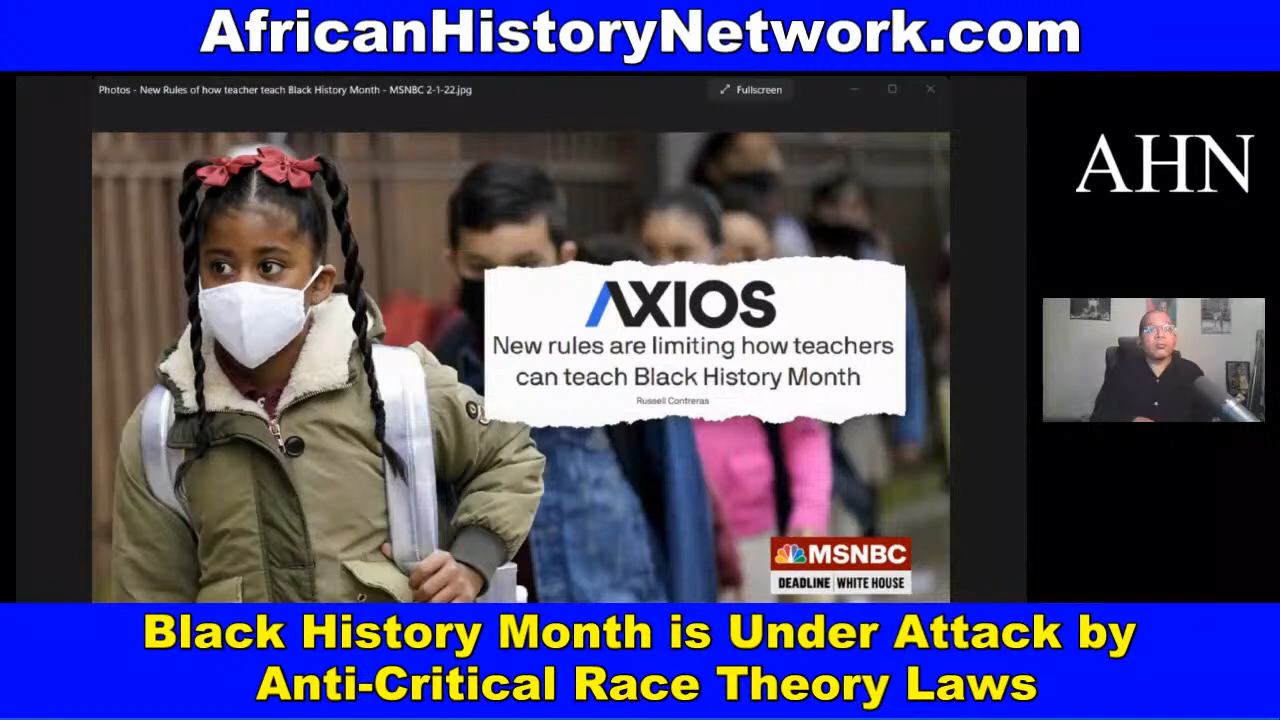 AfricanHistoryNetwork.com
Photos - New Rules of how teacher teach Black History Month - MSNBC 2-1-22.jpg
Fullscreen
AHN
AXIOS
New rules are limiting how teachers
can teach Black History Month
Russell Contreras
MSNBC
DEADLINE | WHITE HOUSE
Black History Month is Under Attack by
Anti-Critical Race Theory Laws